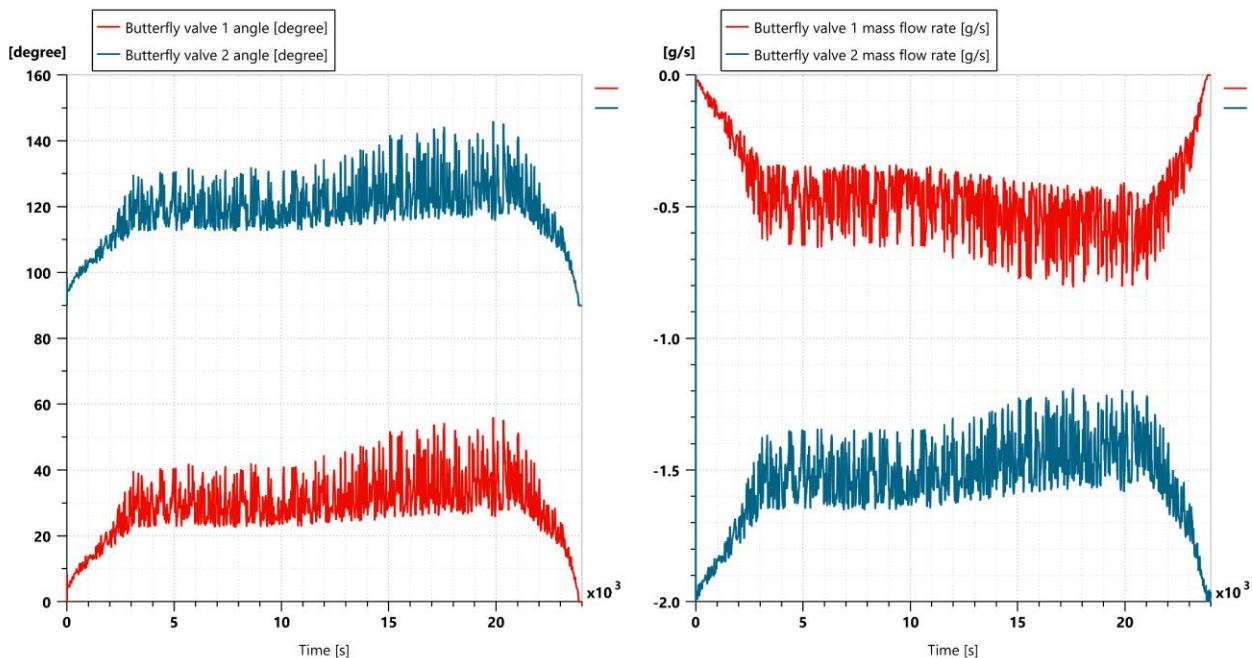 Butterfly valve 1 angle [degree]
Butterfly valve 2 angle [degree]
[degree]
160
140
120
100
80
60
40
20
0
0 5 10 15 20
x10 3
Time [s]
Butterfly valve 1 mass flow rate [g/s]
Butterfly valve 2 mass flow rate [g/s]
[g/s]
0.0
-0.5
-1.0
-1.5
-2.0
0 5 10 15 20
x10 3
Time [s]